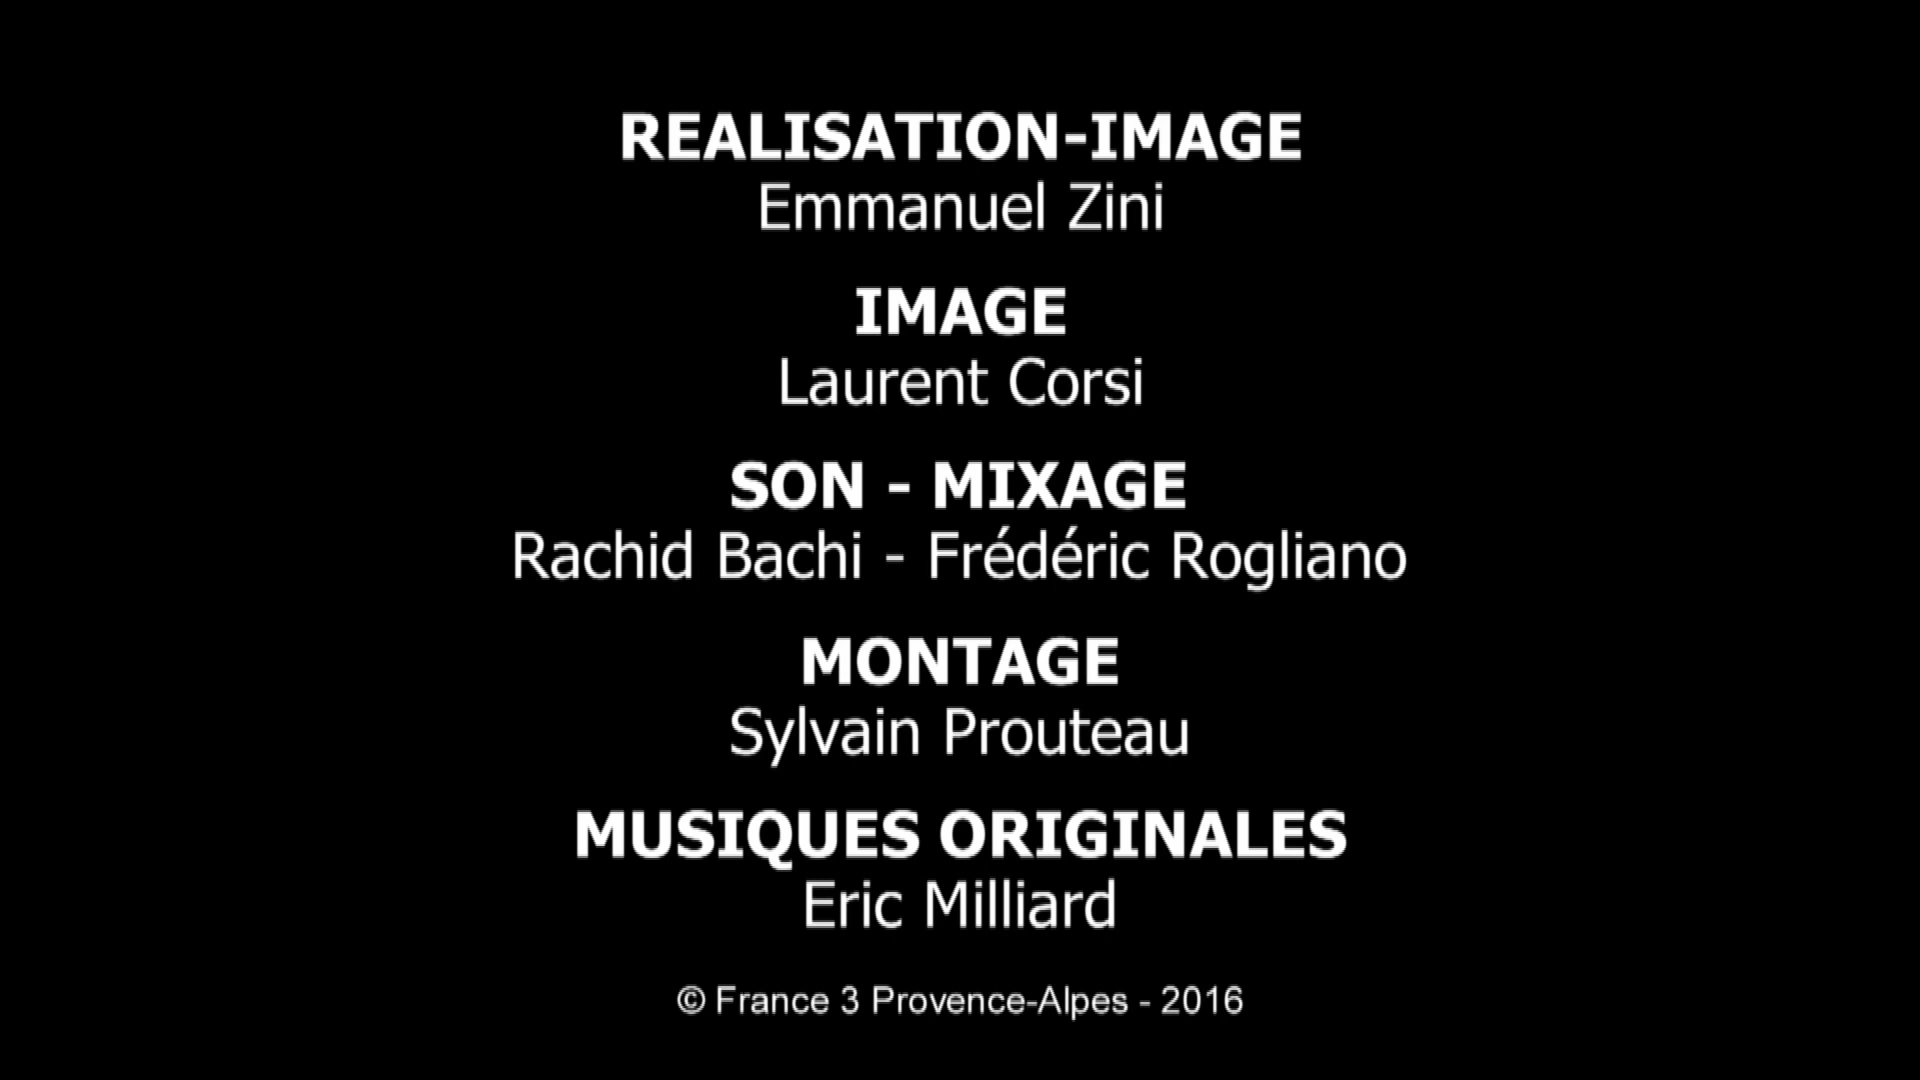 REALISATION-IMAGE
Emmanuel Zini
IMAGE
Laurent Corsi
SON - MIXAGE
Rachid Bachi - Frédéric Rogliano
MONTAGE
Sylvain Prouteau
MUSIQUES ORIGINALES
Eric Milliard
© France 3 Provence-Alpes - 2016